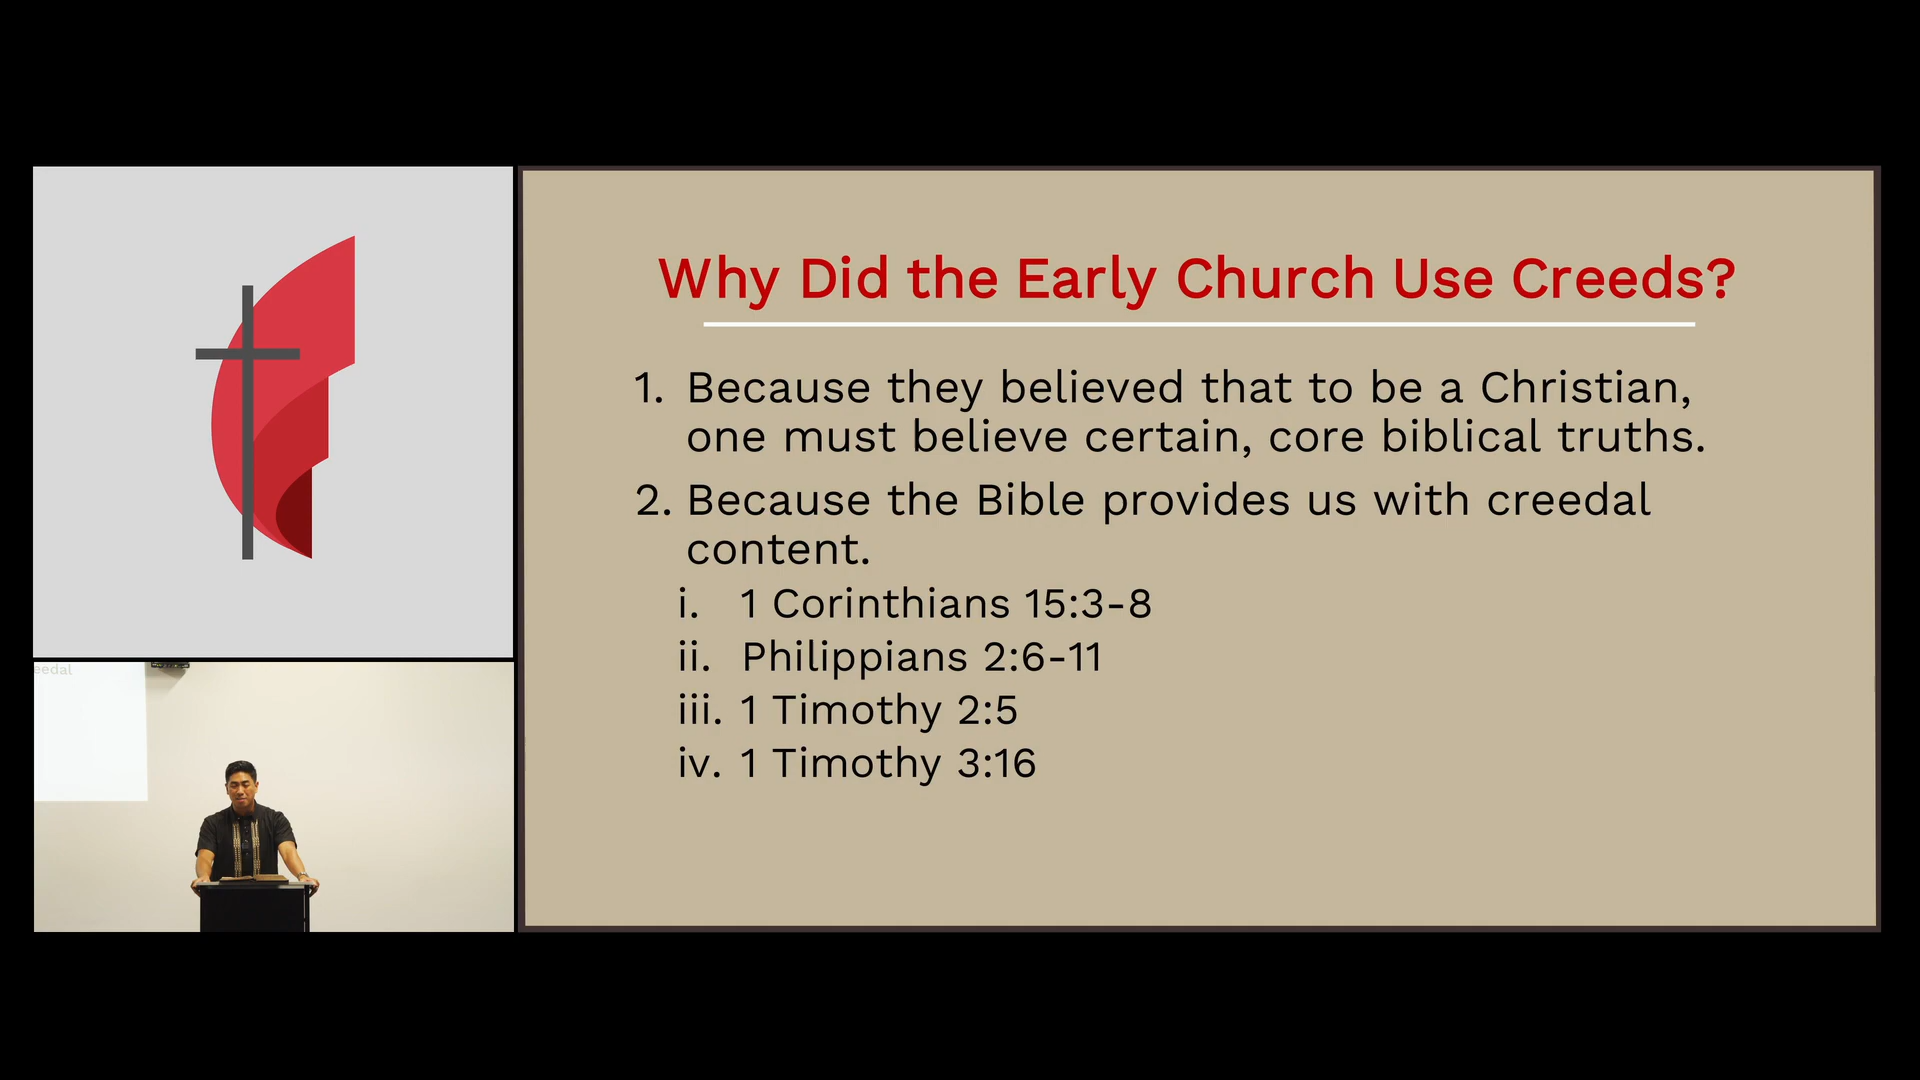 Why Did the Early Church Use Creeds?
1. Because they believed that to be a Christian,
one must believe certain, core biblical truths.
2. Because the Bible provides us with creedal
content.
i. 1 Corinthians 15:3-8
ii. Philippians 2:6-11
iii. 1 Timothy 2:5
iv. 1 Timothy 3:16
eedal